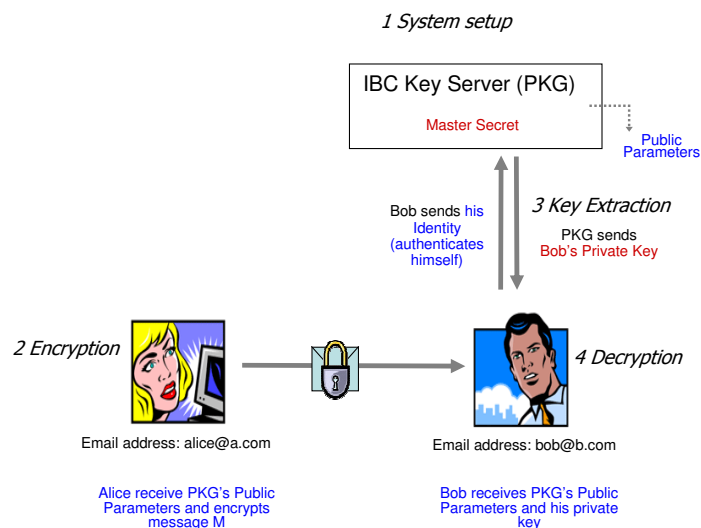 1 System setup
IBC Key Server (PKG)
Master Secret
Public
Parameters
Bob sends his
Identity
(authenticates
himself)
3 Key Extraction
PKG sends
Bob's Private Key
2 Encryption
4 Decryption
Email address: alice@a.com
Email address: bob@b.com
Alice receive PKG's Public
Parameters and encrypts
message M
Bob receives PKG's Public
Parameters and his private
key